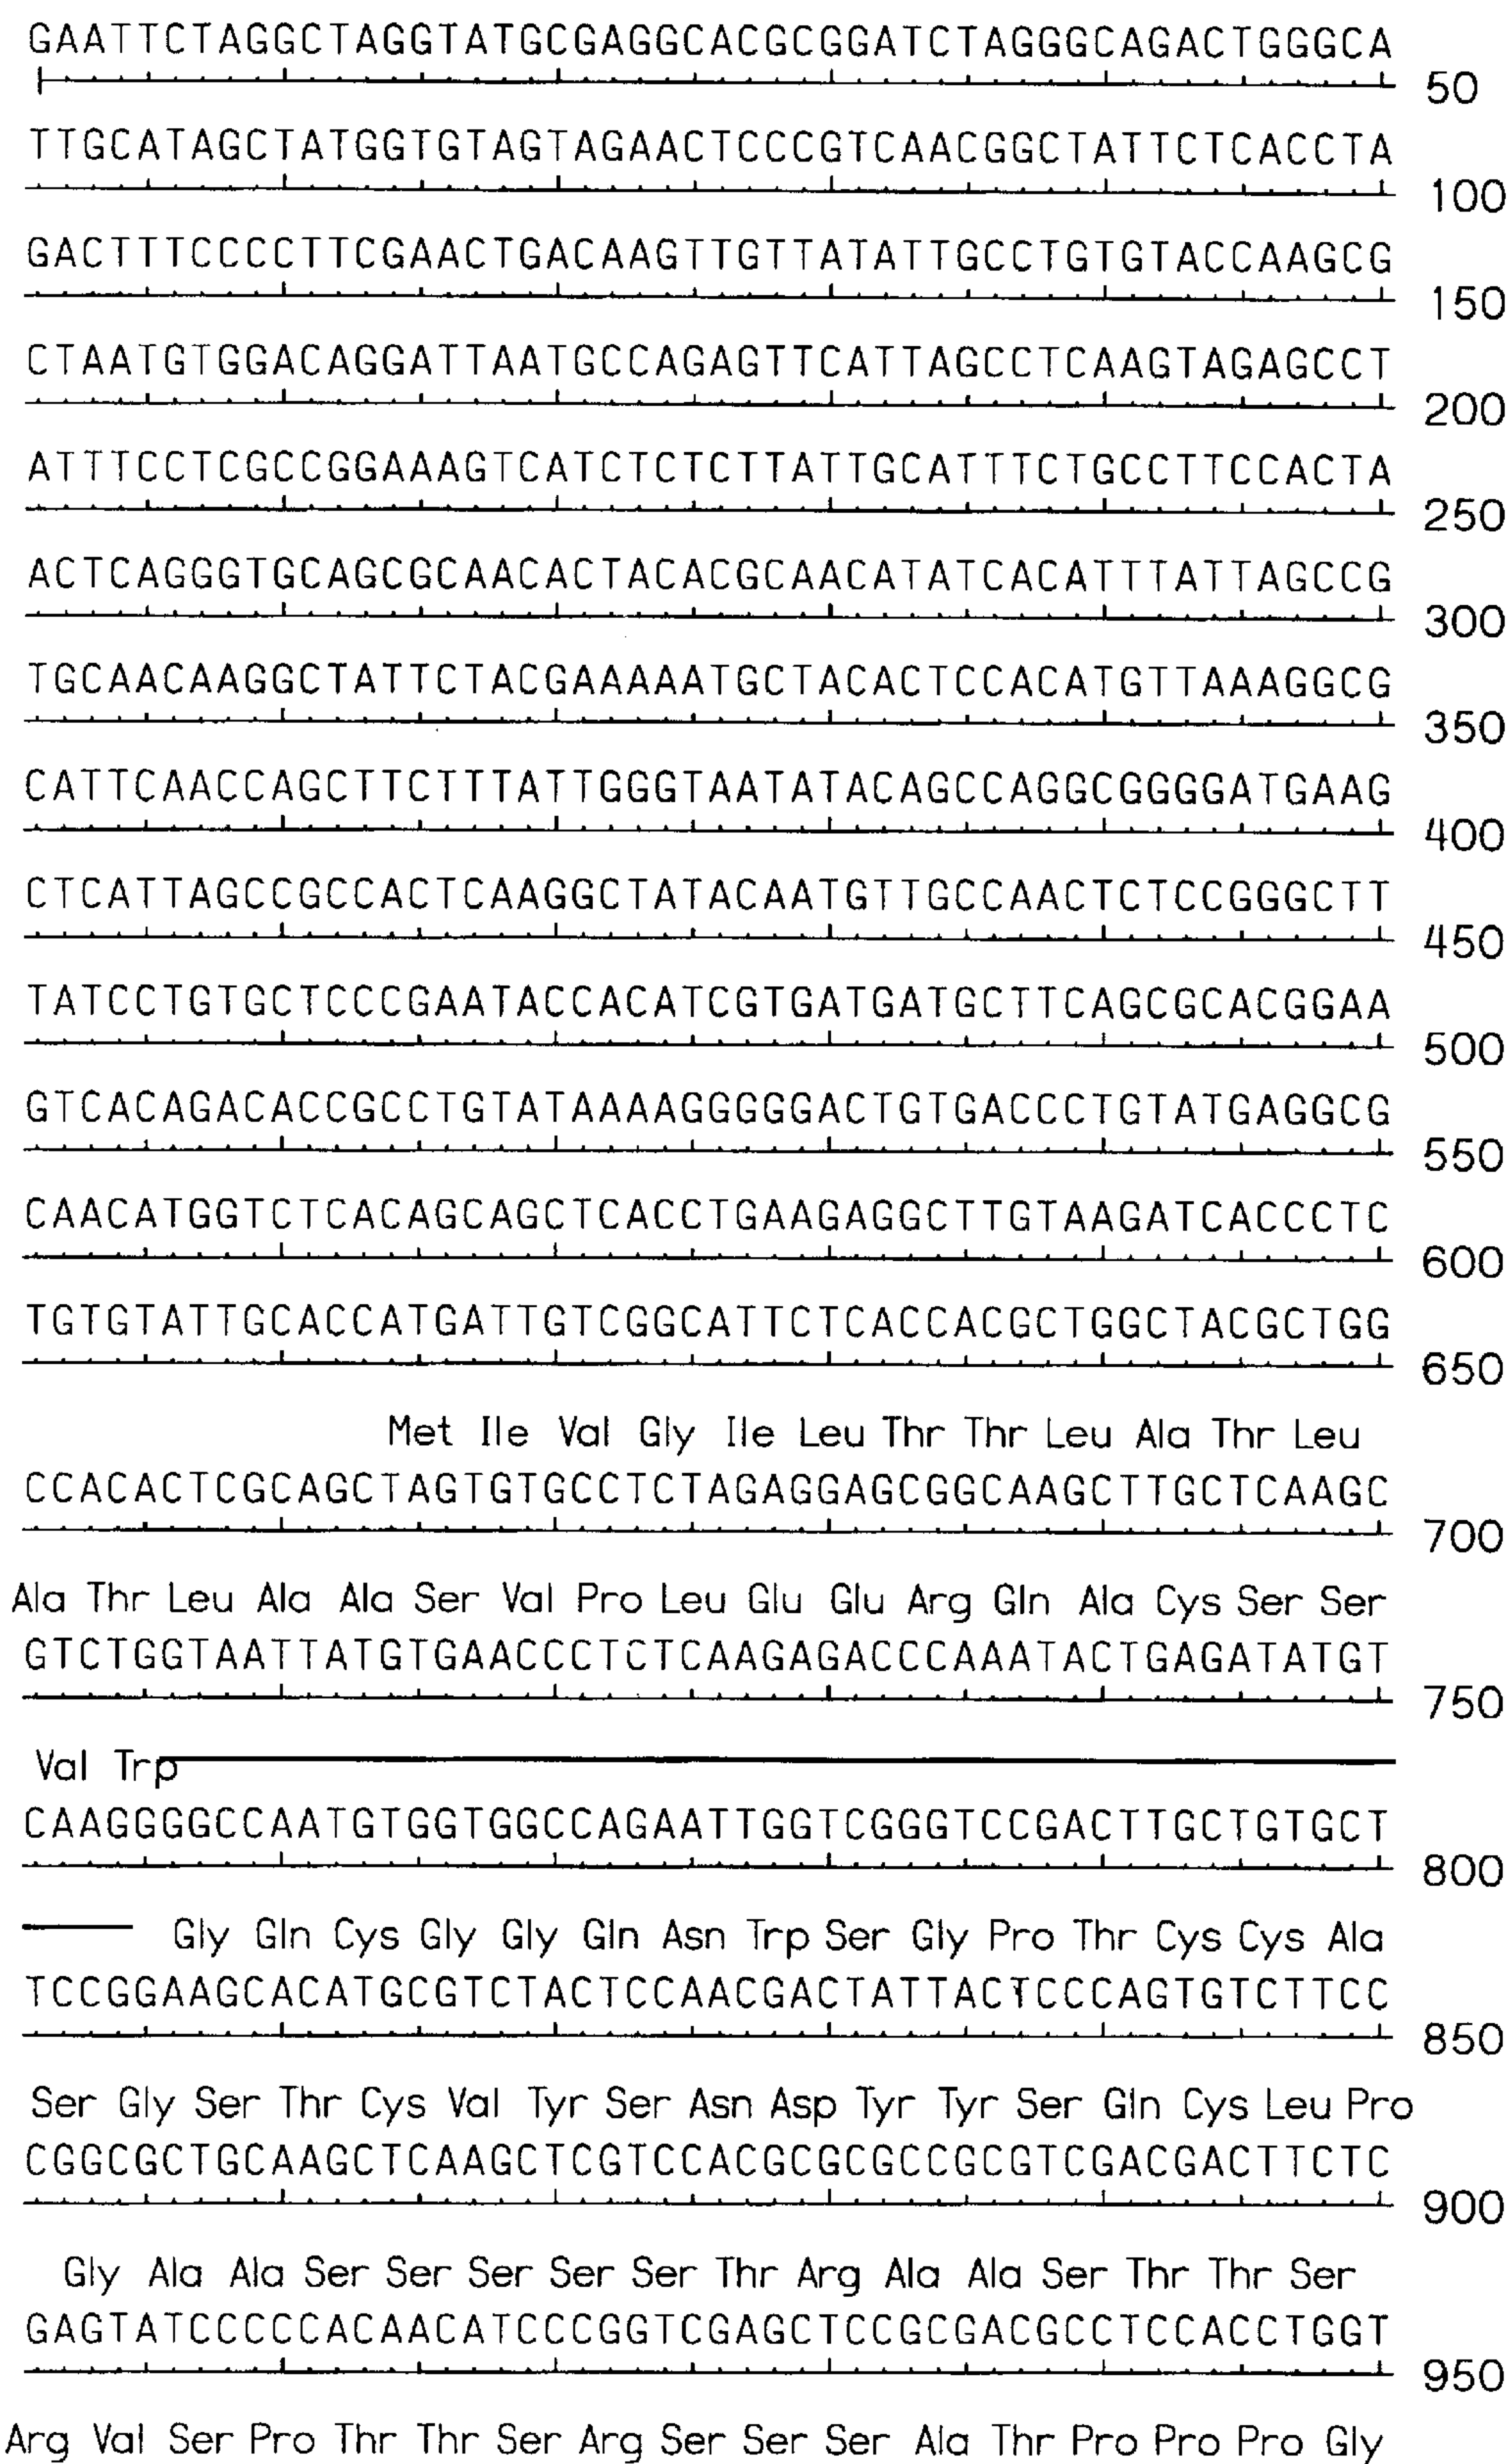 GAATTCTAGGCTAGGTATGCGAGGCACGCGGATCTAGGGCAGACTGGGCA
50
TTGCATAGCTATGGTGTAGTAGAACTCCCGTCAACGGCTATTCTCACCTA
100
GACTTTCCCCTTCGAACTGACAAGTTGTTATATTGCCTGTGTACCAAGCG
150
CTAATGTGGACAGGATTAATGCCAGAGTTCATTAGCCTCAAGTAGAGCCT
200
ATTTCCTCGCCGGAAAGTCATCTCTCTTATTGCATTTCTGCCTTCCACTA
250
ACTCAGGGTGCAGCGCAACACTACACGCAACATATCACATTTATTAGCCG
300
TGCAACAAGGCTATTCTACGAAAAATGCTACACTCCACATGTTAAAGGCG
350
CATTCAACCAGCTTCTTTATTGGGTAATATACAGCCAGGCGGGGATGAAG
400
CTCATTAGCCGCCACTCAAGGCTATACAATGTTGCCAACTCTCCGGGCTT
450
TATCCTGTGCTCCCGAATACCACATCGTGATGATGCTTCAGCGCACGGAA
500
GTCACAGACACCGCCTGTATAAAAGGGGGACTGTGACCCTGTATGAGGCG
550
CAACATGGTCTCACAGCAGCTCACCTGAAGAGGCTTGTAAGATCACCCTC
600
TGTGTATTGCACCATGATTGTCGGCATTCTCACCACGCTGGCTACGCTGG
650
Met Ile Val Gly Ile Leu Thr Thr Leu Ala Thr Leu
CCACACTCGCAGCTAGTGTGCCTCTAGAGGAGCGGCAAGCTTGCTCAAGC
700
Ala Thr Leu Ala Ala Ser Val Pro Leu Glu Glu Arg Gln Ala Cys Ser Ser
GTCTGGTAATTATGTGAACCCTCTCAAGAGACCCAAATACTGAGATATGT
750
Val Trp
CAAGGGGCCAATGTGGTGGCCAGAATTGGTCGGGTCCGACTTGCTGTGCT
800
Gly Gln Cys Gly Gly Gln Asn Trp Ser Gly Pro Thr Cys Cys Ala
TCCGGAAGCACATGCGTCTACTCCAACGACTATTACTCCCAGTGTCTTCC
850
Ser Gly Ser Thr Cys Val Tyr Ser Asn Asp Tyr Tyr Ser Gln Cys Leu Pro
CGGCGCTGCAAGCTCAAGCTCGTCCACGCGCGCCGCGTCGACGACTTCTC
900
Gly Ala Ala Ser Ser Ser Ser Ser Thr Arg Ala Ala Ser Thr Thr Ser
GAGTATCCCCCACAACATCCCGGTCGAGCTCCGCGACGCCTCCACCTGGT
950
Arg Val Ser Pro Thr Thr Ser Arg Ser Ser Ser Ala Thr Pro Pro Pro Gly